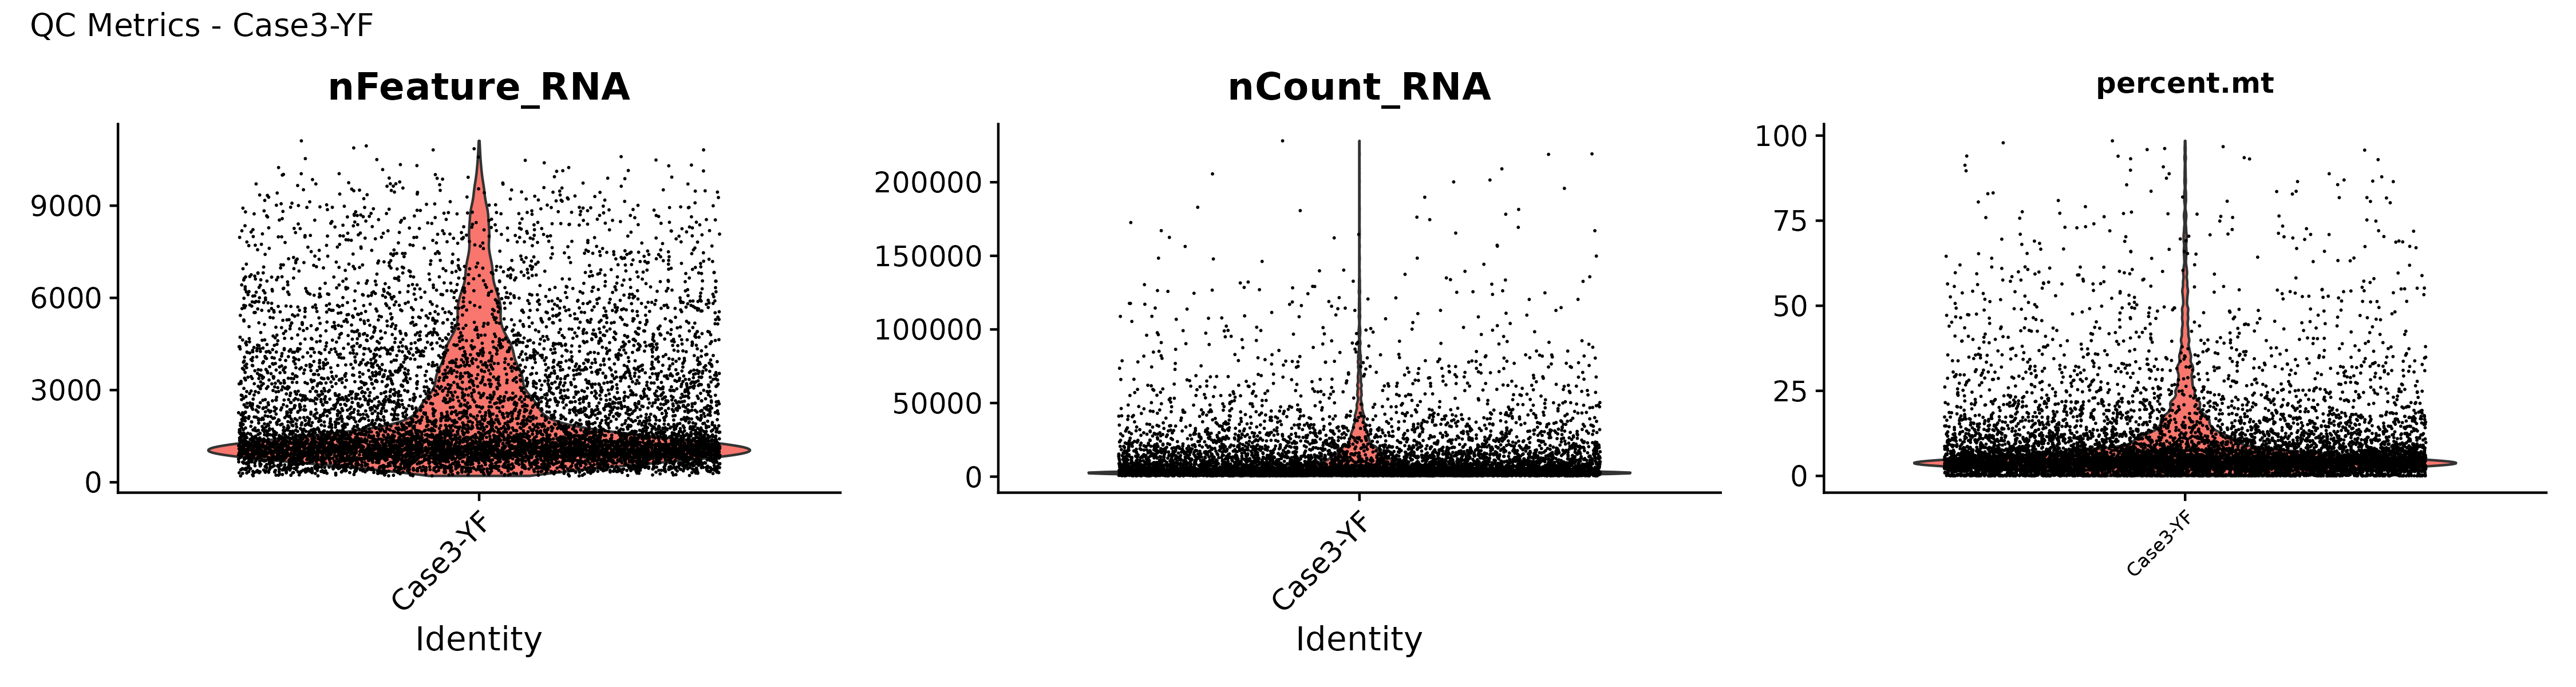 QC Metrics - Case3-YF
nFeature_RNA
9000
6000
3000
0
Case3-YF
Identity
nCount_RNA
200000
150000
100000
50000
0
Case3-YF
Identity
percent.mt
100
75
50
25
0
Case3-YF